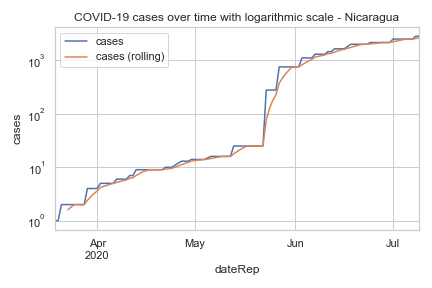 COVID-19 cases over time with logarithmic scale - Nicaragua
cases
cases (rolling)
10³
10²
10¹
10⁰
cases
Apr
2020
May
Jun
Jul
dateRep